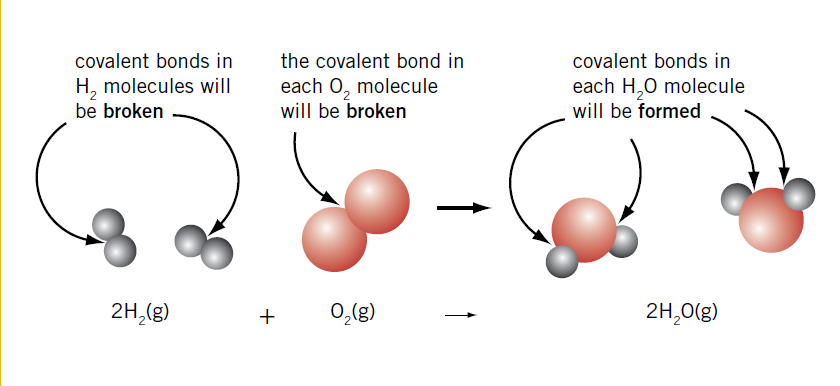 covalent bonds in
H₂ molecules will
be broken
the covalent bond in
each O₂ molecule
will be broken
covalent bonds in
each H₂O molecule
will be formed
2H₂(g) + O₂(g) → 2H₂O(g)